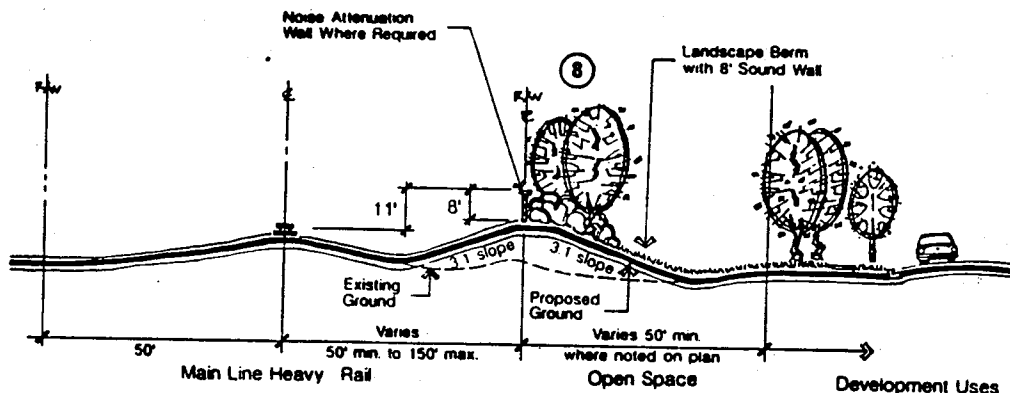 Noise Attenuation
Wall Where Required
8
Landscape Berm
with 8' Sound Wall
R/W
℄
R/W
11'
8'
3:1 slope
3:1 slope
Existing
Ground
Proposed
Ground
50'
Varies
50' min. to 150' max.
Varies 50' min.
where noted on plan
Main Line Heavy Rail
Open Space
Development Uses